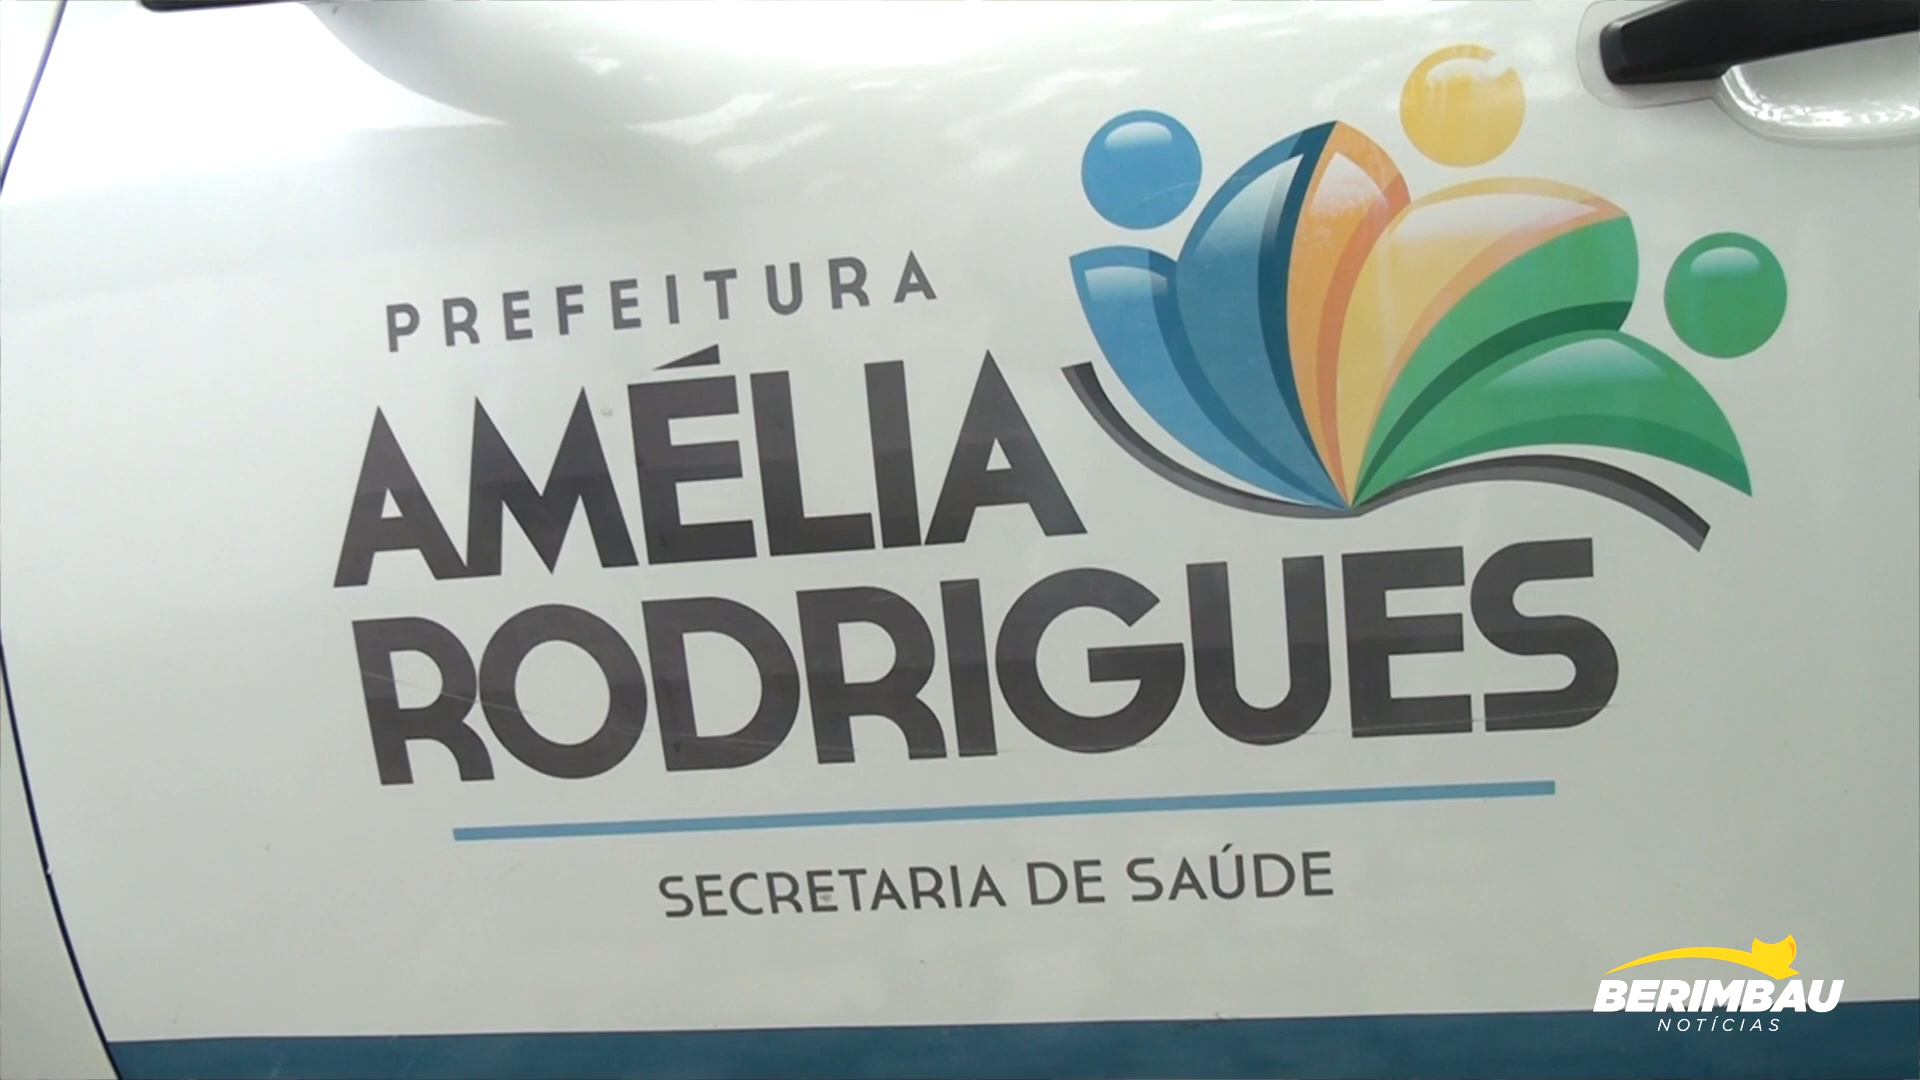 PREFEITURA
AMÉLIA
RODRIGUES
SECRETARIA DE SAÚDE
BERIMBAU
NOTÍCIAS